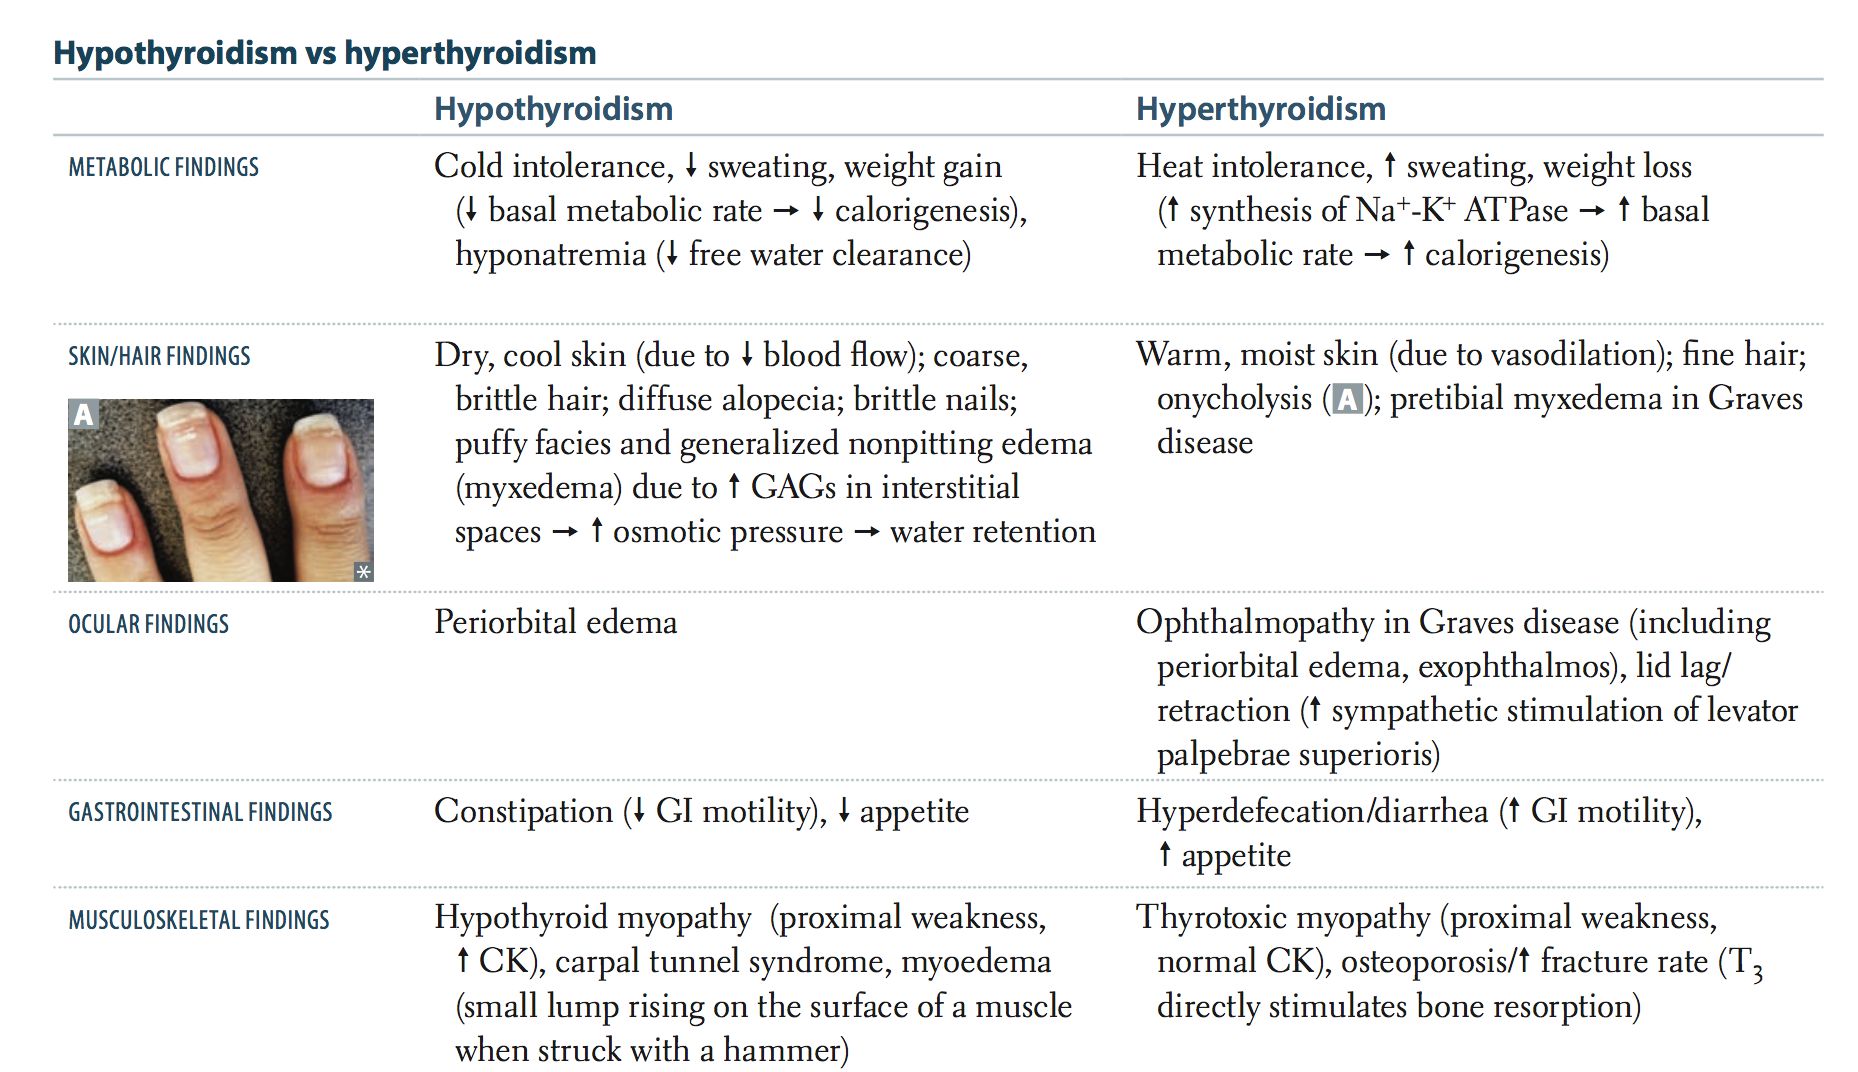 Hypothyroidism vs hyperthyroidism
Hypothyroidism
Hyperthyroidism
METABOLIC FINDINGS
Cold intolerance, ↓ sweating, weight gain
(↓ basal metabolic rate → ↓ calorigenesis),
hyponatremia (↓ free water clearance)
Heat intolerance, ↑ sweating, weight loss
(↑ synthesis of Na⁺-K⁺ ATPase → ↑ basal
metabolic rate → ↑ calorigenesis)
SKIN/HAIR FINDINGS
A
Dry, cool skin (due to ↓ blood flow); coarse,
brittle hair; diffuse alopecia; brittle nails;
puffy facies and generalized nonpitting edema
(myxedema) due to ↑ GAGs in interstitial
spaces → ↑ osmotic pressure → water retention
Warm, moist skin (due to vasodilation); fine hair;
onycholysis (A); pretibial myxedema in Graves
disease
OCULAR FINDINGS
Periorbital edema
Ophthalmopathy in Graves disease (including
periorbital edema, exophthalmos), lid lag/
retraction (↑ sympathetic stimulation of levator
palpebrae superioris)
GASTROINTESTINAL FINDINGS
Constipation (↓ GI motility), ↓ appetite
Hyperdefecation/diarrhea (↑ GI motility),
↑ appetite
MUSCULOSKELETAL FINDINGS
Hypothyroid myopathy (proximal weakness,
↑ CK), carpal tunnel syndrome, myoedema
(small lump rising on the surface of a muscle
when struck with a hammer)
Thyrotoxic myopathy (proximal weakness,
normal CK), osteoporosis/↑ fracture rate (T₃
directly stimulates bone resorption)